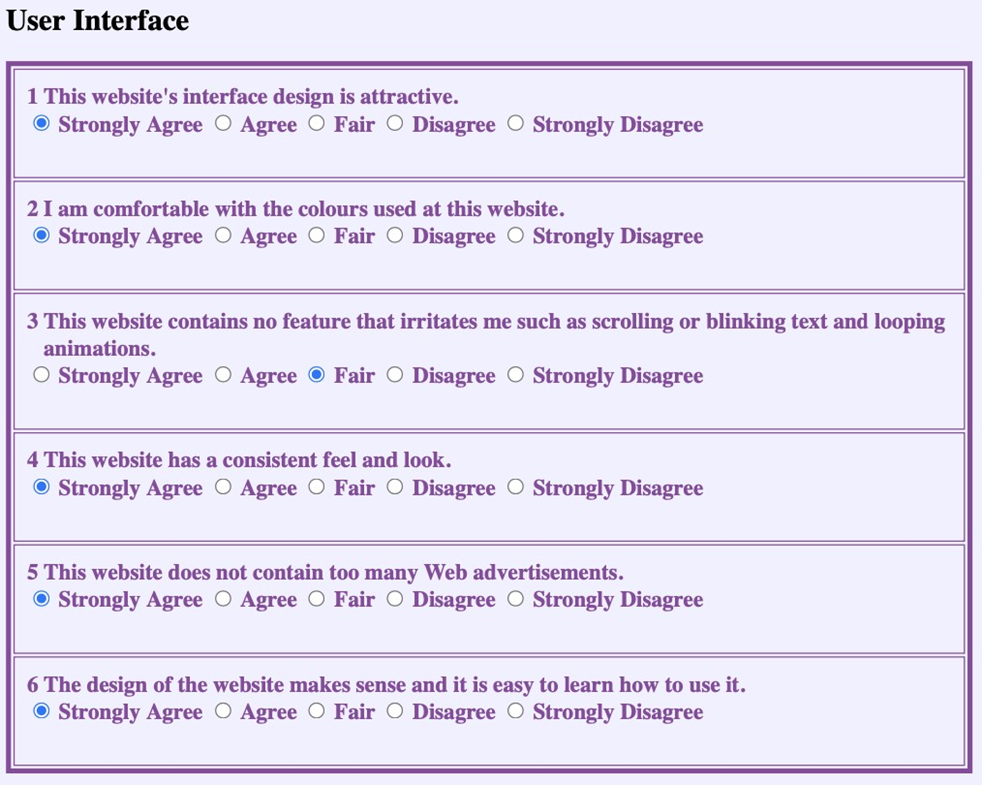 User Interface
1 This website's interface design is attractive.
Strongly Agree Agree Fair Disagree Strongly Disagree
2 I am comfortable with the colours used at this website.
Strongly Agree Agree Fair Disagree Strongly Disagree
3 This website contains no feature that irritates me such as scrolling or blinking text and looping
animations.
Strongly Agree Agree Fair Disagree Strongly Disagree
4 This website has a consistent feel and look.
Strongly Agree Agree Fair Disagree Strongly Disagree
5 This website does not contain too many Web advertisements.
Strongly Agree Agree Fair Disagree Strongly Disagree
6 The design of the website makes sense and it is easy to learn how to use it.
Strongly Agree Agree Fair Disagree Strongly Disagree